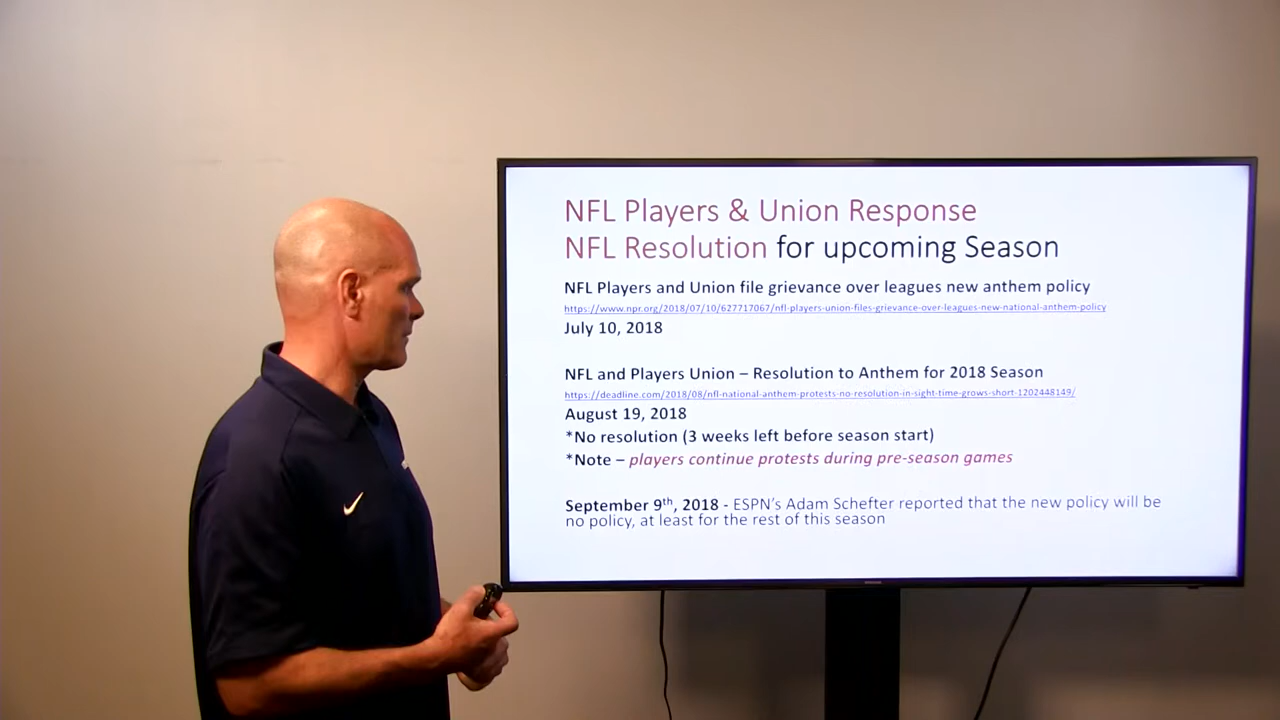 NFL Players & Union Response
NFL Resolution for upcoming Season
NFL Players and Union file grievance over leagues new anthem policy
https://www.npr.org/2018/07/10/627717067/nfl-players-union-files-grievance-over-leagues-new-national-anthem-policy
July 10, 2018
NFL and Players Union – Resolution to Anthem for 2018 Season
https://deadline.com/2018/08/nfl-national-anthem-protests-no-resolution-in-sight-time-grows-short-1202448149/
August 19, 2018
*No resolution (3 weeks left before season start)
*Note – players continue protests during pre-season games
September 9th, 2018 - ESPN's Adam Schefter reported that the new policy will be
no policy, at least for the rest of this season